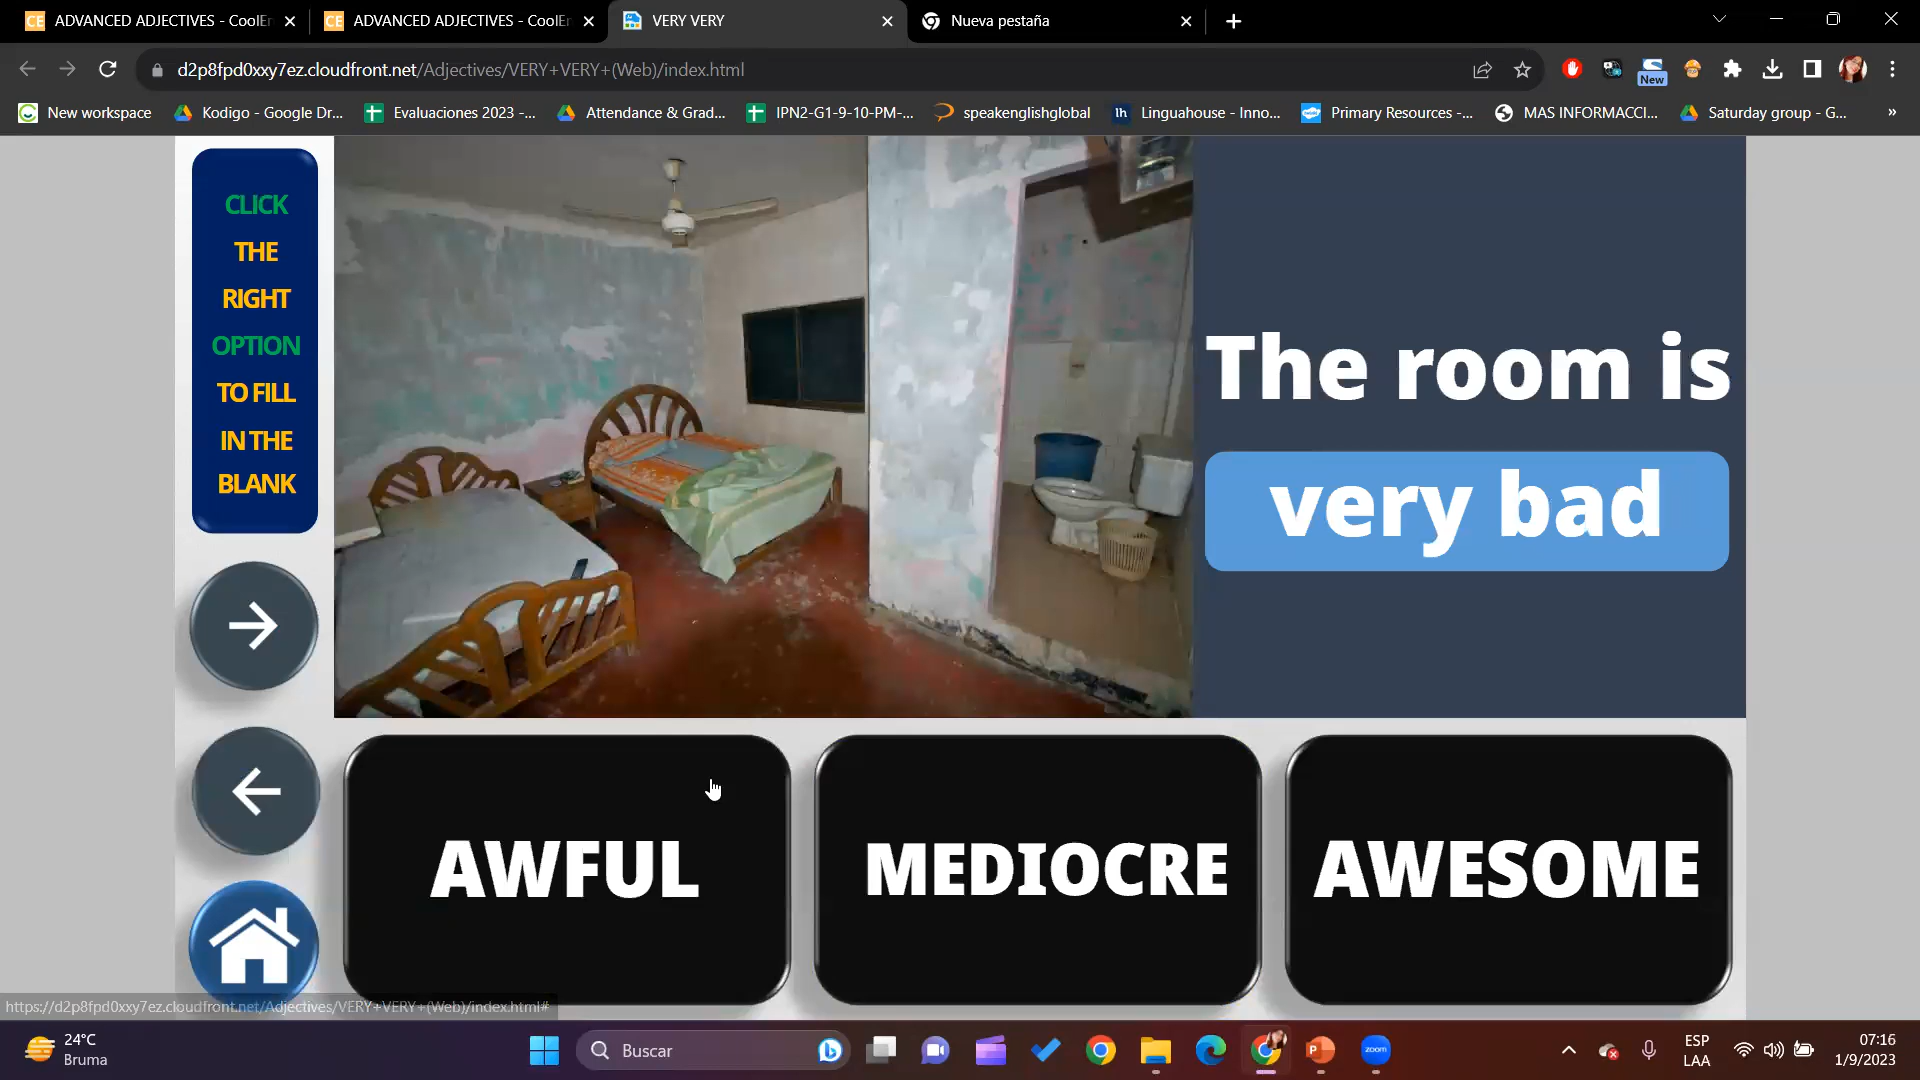 ADVANCED ADJECTIVES - CoolEn
ADVANCED ADJECTIVES - CoolEn
VERY VERY
Nueva pestaña
d2p8fpd0xxy7ez.cloudfront.net/Adjectives/VERY+VERY+(Web)/index.html
New
New workspace
Kodigo - Google Dr...
Evaluaciones 2023 -...
Attendance & Grad...
IPN2-G1-9-10-PM-...
speakenglishglobal
Linguahouse - Inno...
Primary Resources -...
MAS INFORMACCI...
Saturday group - G...
CLICK
THE
RIGHT
OPTION
TO FILL
IN THE
BLANK
The room is
very bad
AWFUL
MEDIOCRE
AWESOME
https://d2p8fpd0xxy7ez.cloudfront.net/Adjectives/VERY+VERY+(Web)/index.html#
24°C
Bruma
Buscar
zoom
ESP
LAA
07:16
1/9/2023